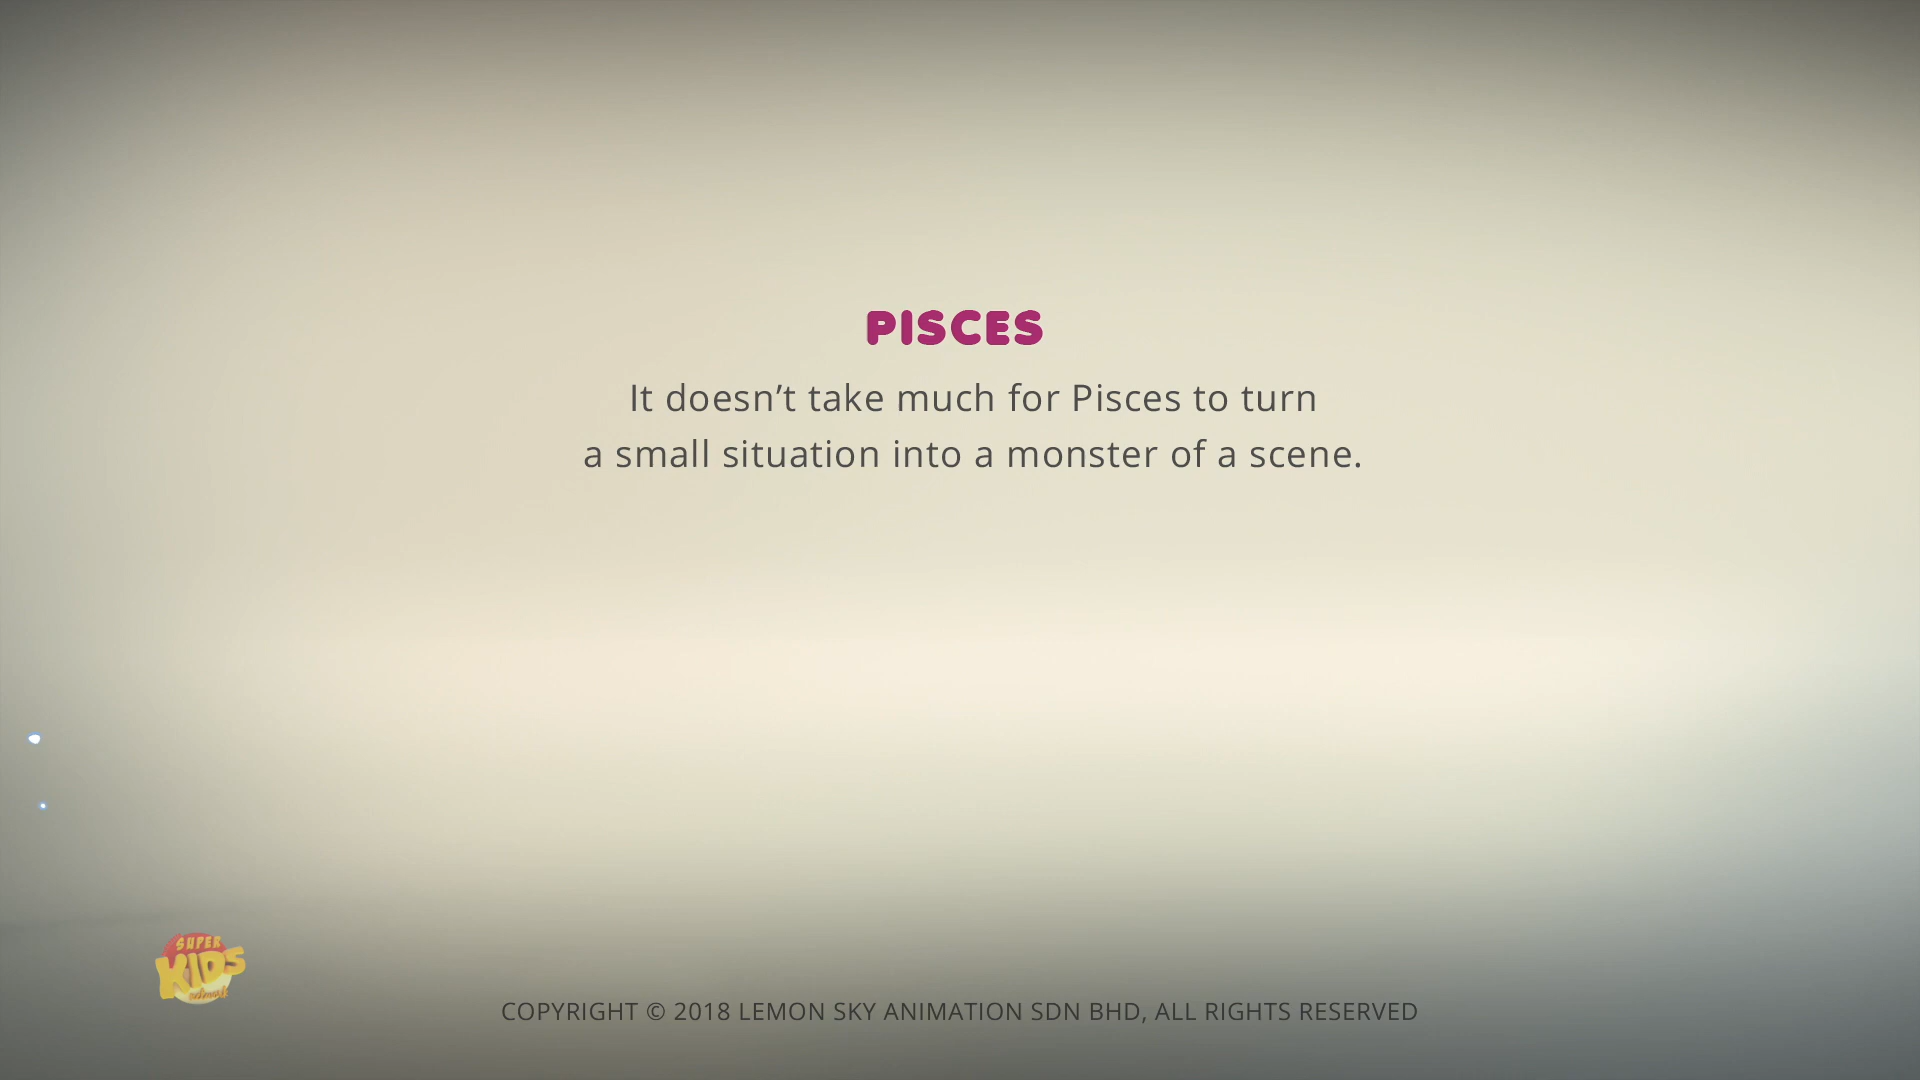 PISCES
It doesn’t take much for Pisces to turn
a small situation into a monster of a scene.
SUPER
KIDS
network
COPYRIGHT © 2018 LEMON SKY ANIMATION SDN BHD, ALL RIGHTS RESERVED